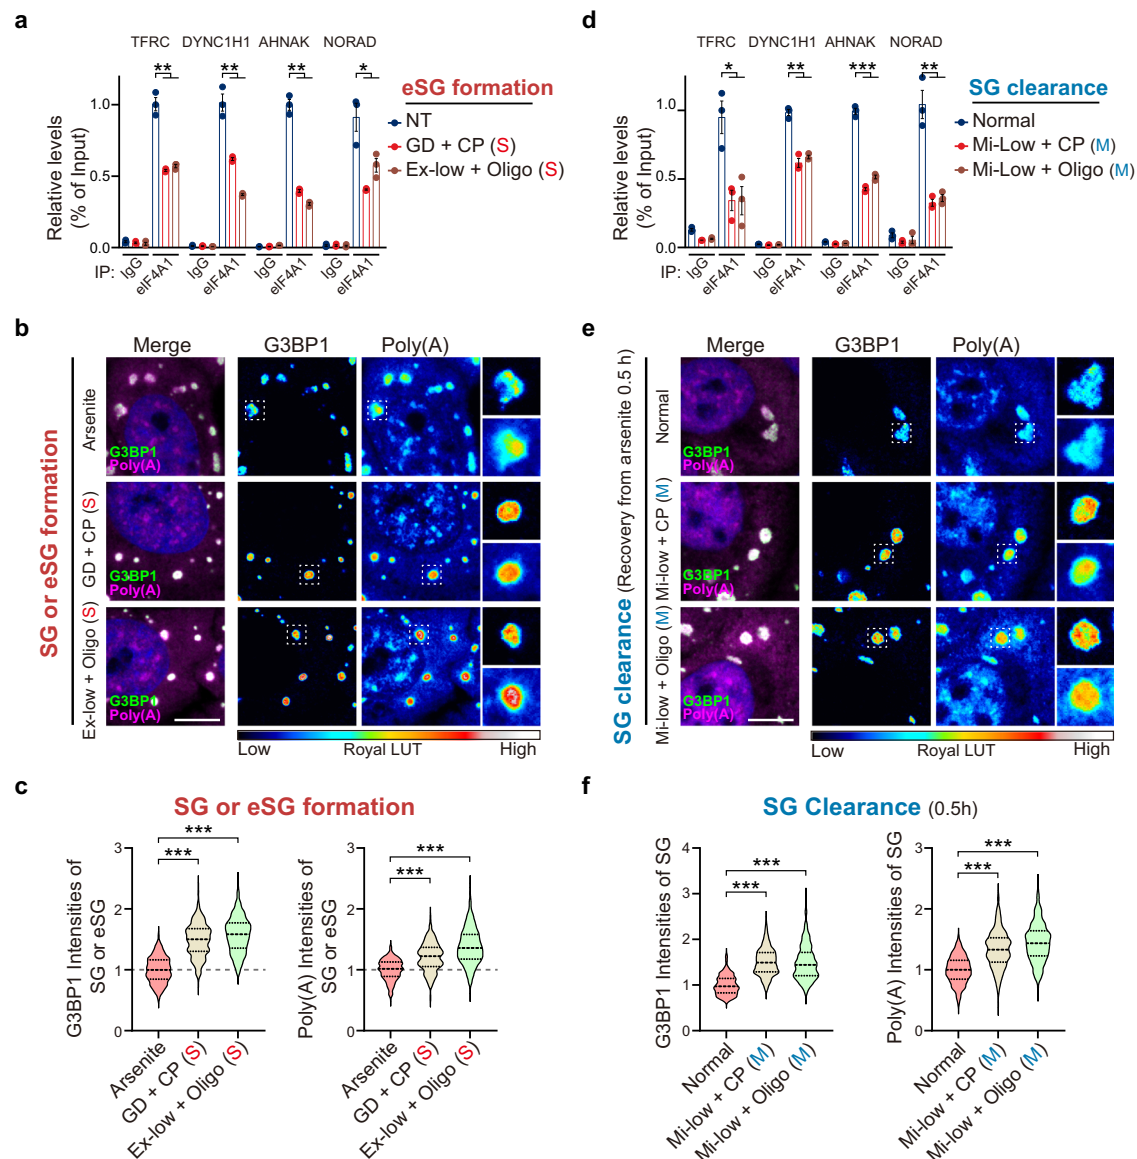 a
TFRC DYNC1H1 AHNAK NORAD
** ** ** *
Relative levels
(% of Input)
1.0
0.5
0.0
IP:
IgG eIF4A1 IgG eIF4A1 IgG eIF4A1 IgG eIF4A1
eSG formation
NT
GD + CP (S)
Ex-low + Oligo (S)
d
TFRC DYNC1H1 AHNAK NORAD
* ** *** **
Relative levels
(% of Input)
1.0
0.5
0.0
IP:
IgG eIF4A1 IgG eIF4A1 IgG eIF4A1 IgG eIF4A1
SG clearance
Normal
Mi-Low + CP (M)
Mi-Low + Oligo (M)
b
SG or eSG formation
Merge G3BP1 Poly(A)
Arsenite
G3BP1
Poly(A)
GD + CP (S)
G3BP1
Poly(A)
Ex-low + Oligo (S)
G3BP1
Poly(A)
Low Royal LUT High
e
SG clearance (Recovery from arsenite 0.5 h)
Merge G3BP1 Poly(A)
Normal
G3BP1
Poly(A)
Mi-low + CP (M)
G3BP1
Poly(A)
Mi-low + Oligo (M)
G3BP1
Poly(A)
Low Royal LUT High
c
SG or eSG formation
G3BP1 Intensities of
SG or eSG
3
2
1
0
***
***
Arsenite
GD + CP (S)
Ex-low + Oligo (S)
Poly(A) Intensities of
SG or eSG
3
2
1
0
***
***
Arsenite
GD + CP (S)
Ex-low + Oligo (S)
f
SG Clearance (0.5h)
G3BP1 Intensities of SG
4
3
2
1
0
***
***
Normal
Mi-low + CP (M)
Mi-low + Oligo (M)
Poly(A) Intensities of SG
3
2
1
0
***
***
Normal
Mi-low + CP (M)
Mi-low + Oligo (M)